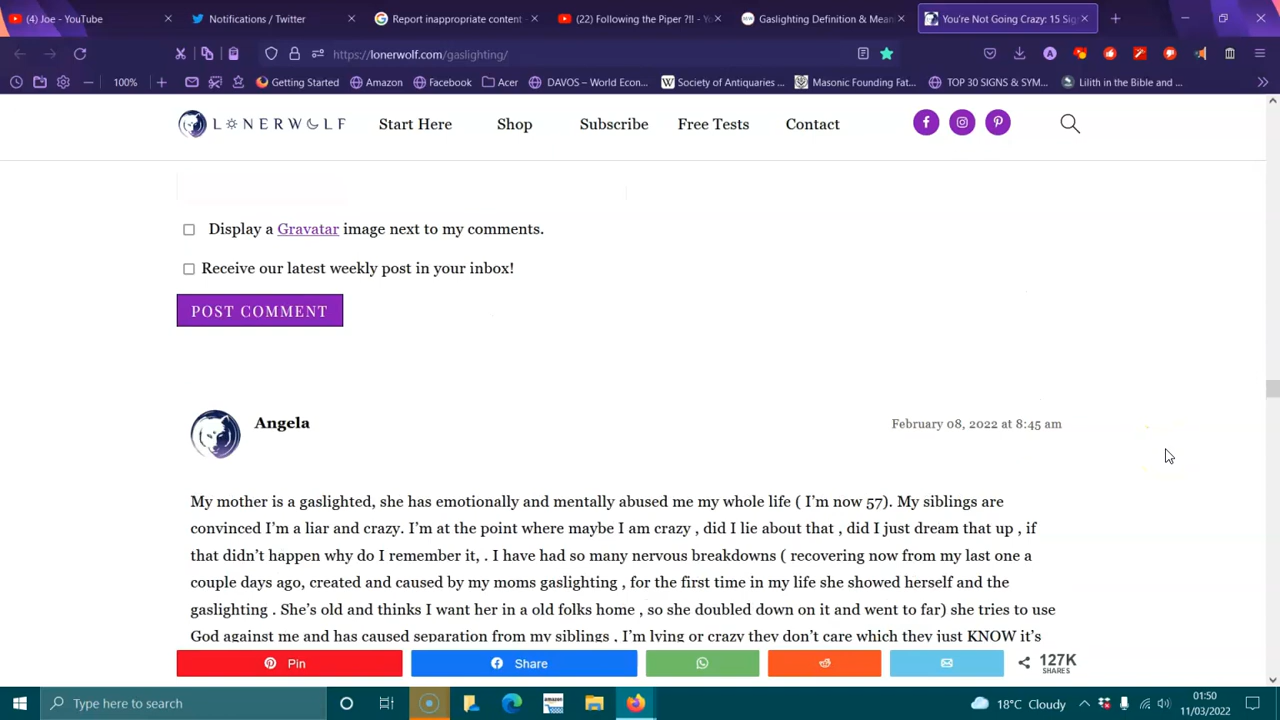 (4) Joe - YouTube
Notifications / Twitter
Report inappropriate content -
(22) Following the Piper ?!! - Y
Gaslighting Definition & Mean
You're Not Going Crazy: 15 Sig
https://lonerwolf.com/gaslighting/
100%
Getting Started
Amazon
Facebook
Acer
DAVOS – World Econ...
Society of Antiquaries ...
Masonic Founding Fat...
TOP 30 SIGNS & SYM...
Lilith in the Bible and ...
LONERWOLF
Start Here
Shop
Subscribe
Free Tests
Contact
Display a Gravatar image next to my comments.
Receive our latest weekly post in your inbox!
POST COMMENT
Angela
February 08, 2022 at 8:45 am
My mother is a gaslighted, she has emotionally and mentally abused me my whole life ( I'm now 57). My siblings are
convinced I'm a liar and crazy. I'm at the point where maybe I am crazy , did I lie about that , did I just dream that up , if
that didn't happen why do I remember it, . I have had so many nervous breakdowns ( recovering now from my last one a
couple days ago, created and caused by my moms gaslighting , for the first time in my life she showed herself and the
gaslighting . She's old and thinks I want her in a old folks home , so she doubled down on it and went to far) she tries to use
God against me and has caused separation from my siblings , I'm lying or crazy they don't care which they just KNOW it's
Pin
Share
127K
SHARES
Type here to search
18°C Cloudy
01:50
11/03/2022